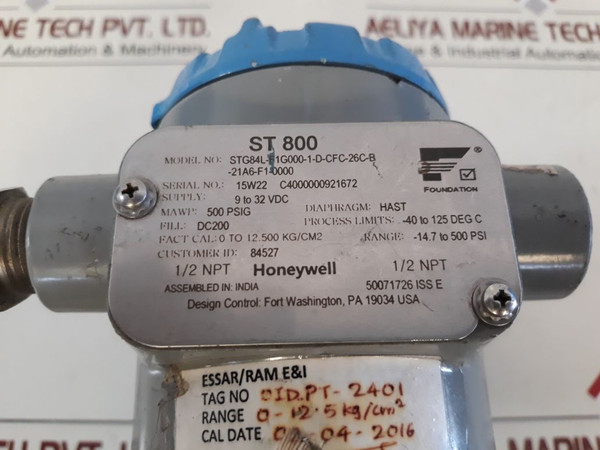 TECH PVT. LTD.
Automation & Machinery
AELIYA MARINE TECH
& Industrial Automation
ST 800
MODEL NO: STG84L-E1G000-1-D-CFC-26C-B
-21A6-F1-0000
SERIAL NO.: 15W22 C4000000921672
SUPPLY: 9 to 32 VDC
MAWP: 500 PSIG DIAPHRAGM: HAST
FILL: DC200 PROCESS LIMITS: -40 to 125 DEG C
FACT CAL: 0 TO 12.500 KG/CM2 RANGE: -14.7 to 500 PSI
CUSTOMER ID: 84527
FOUNDATION
1/2 NPT Honeywell 1/2 NPT
ASSEMBLED IN: INDIA 50071726 ISS E
Design Control: Fort Washington, PA 19034 USA
ESSAR/RAM E&I
TAG NO PT-2401
RANGE 0-12.5 kg/cm²
CAL DATE 04-2016